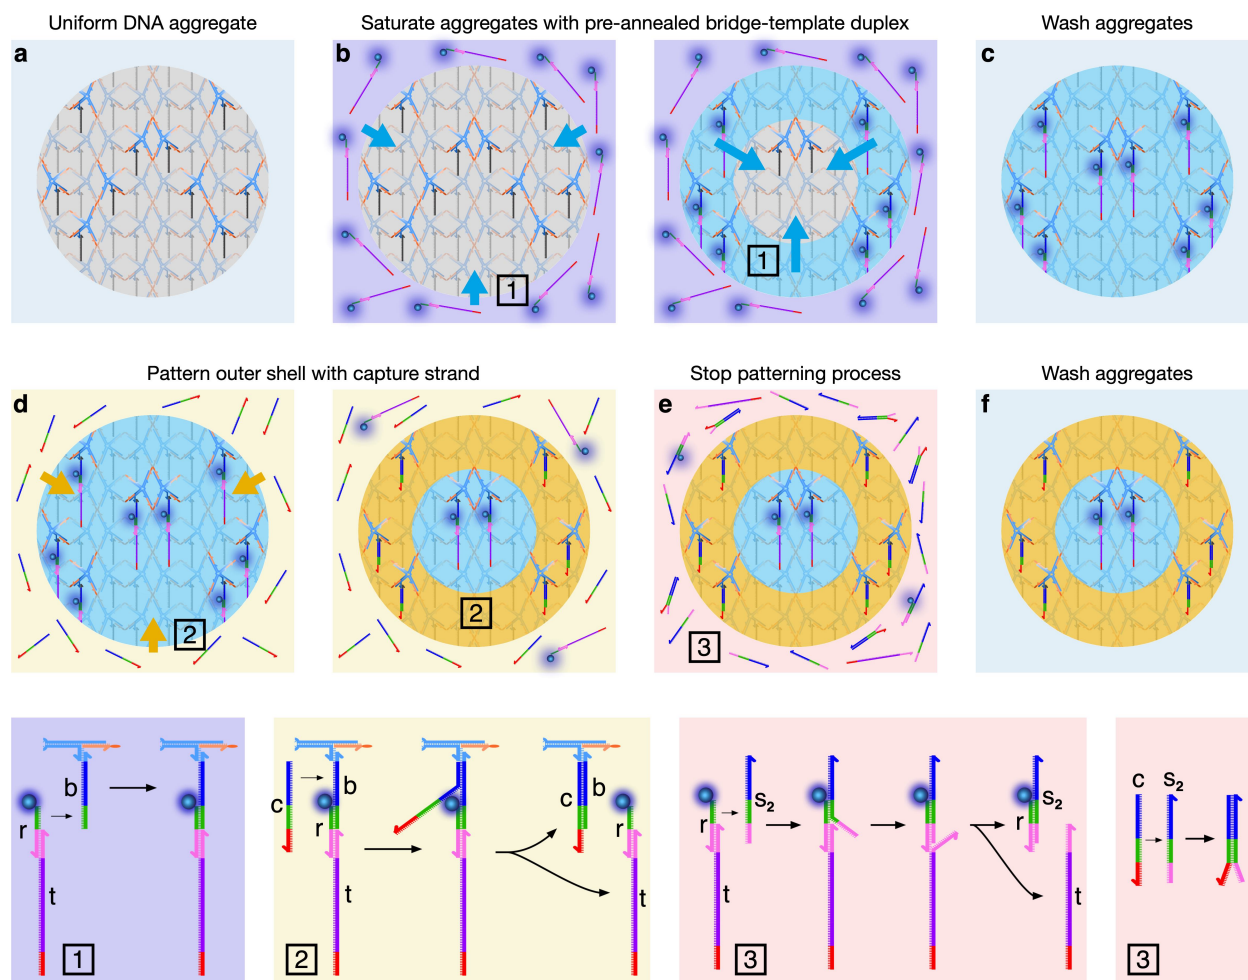 Uniform DNA aggregate
Saturate aggregates with pre-annealed bridge-template duplex
Wash aggregates
a
b
c
1
1
Pattern outer shell with capture strand
Stop patterning process
Wash aggregates
d
e
f
2
2
3
b
r
t
1
c
b
r
t
c
b
r
t
2
r
S₂
t
r
S₂
t
3
c
S₂
3